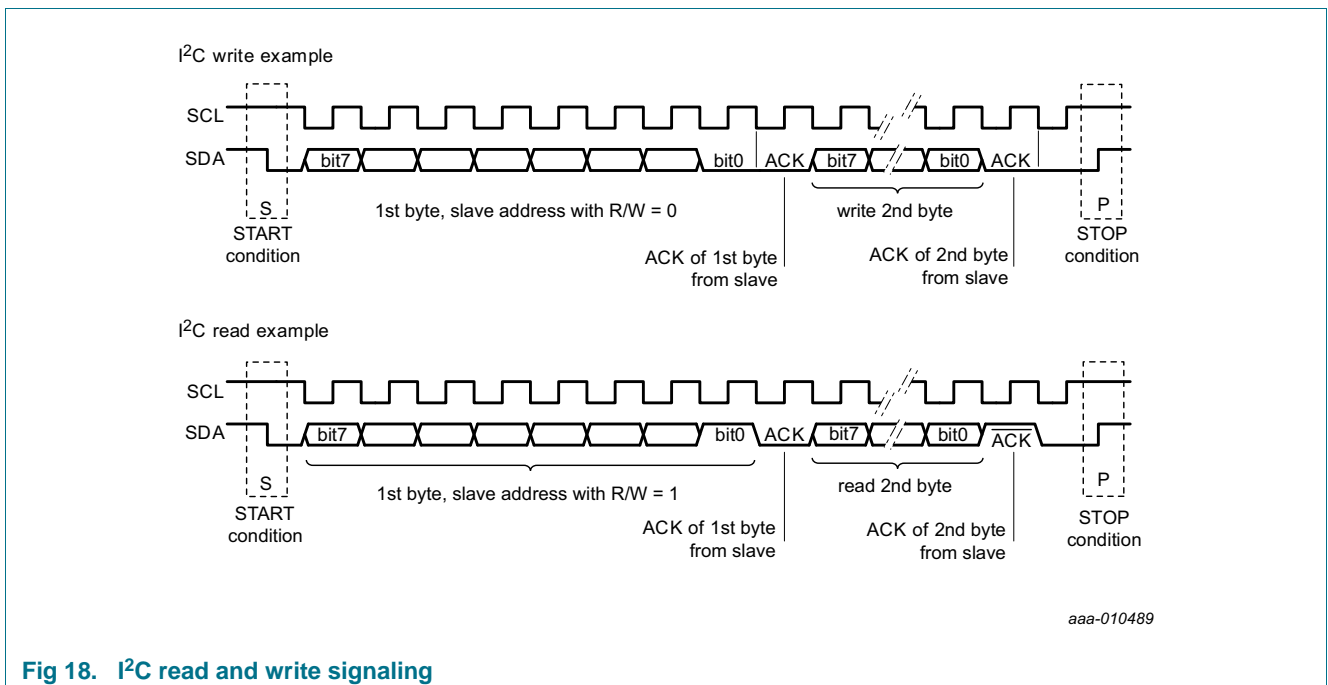 I²C write example
SCL
SDA
bit7
bit0
ACK
bit7
bit0
ACK
S
1st byte, slave address with R/W = 0
write 2nd byte
P
START
condition
ACK of 1st byte
from slave
ACK of 2nd byte
from slave
STOP
condition
I²C read example
SCL
SDA
bit7
bit0
ACK
bit7
bit0
A̅C̅K̅
S
1st byte, slave address with R/W = 1
read 2nd byte
P
START
condition
ACK of 1st byte
from slave
ACK of 2nd byte
from slave
STOP
condition
aaa-010489
Fig 18. I²C read and write signaling